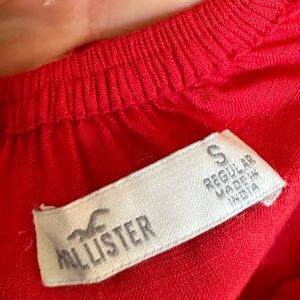 HOLLISTER
S
REGULAR
MADE IN
INDIA